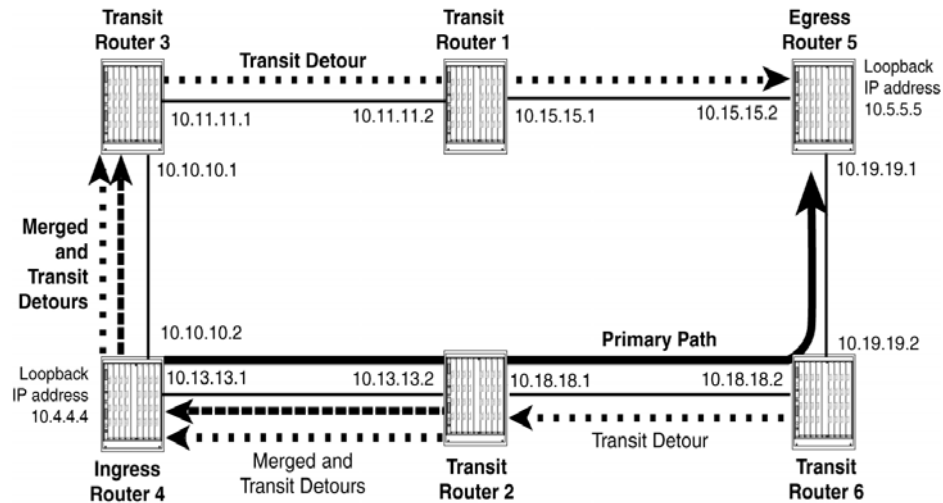 Transit
Router 3
Transit
Router 1
Egress
Router 5
Transit Detour
Loopback
IP address
10.5.5.5
10.11.11.1
10.11.11.2
10.15.15.1
10.15.15.2
10.10.10.1
10.19.19.1
Merged
and
Transit
Detours
10.10.10.2
Primary Path
10.19.19.2
Loopback
IP address
10.4.4.4
10.13.13.1
10.13.13.2
10.18.18.1
10.18.18.2
Ingress
Router 4
Merged and
Transit Detours
Transit
Router 2
Transit Detour
Transit
Router 6